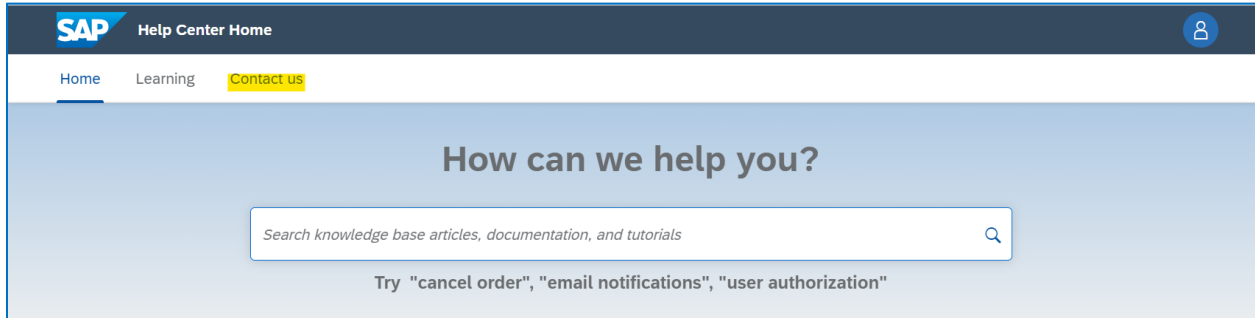 SAP Help Center Home
Home Learning Contact us
How can we help you?
Search knowledge base articles, documentation, and tutorials
Try "cancel order", "email notifications", "user authorization"